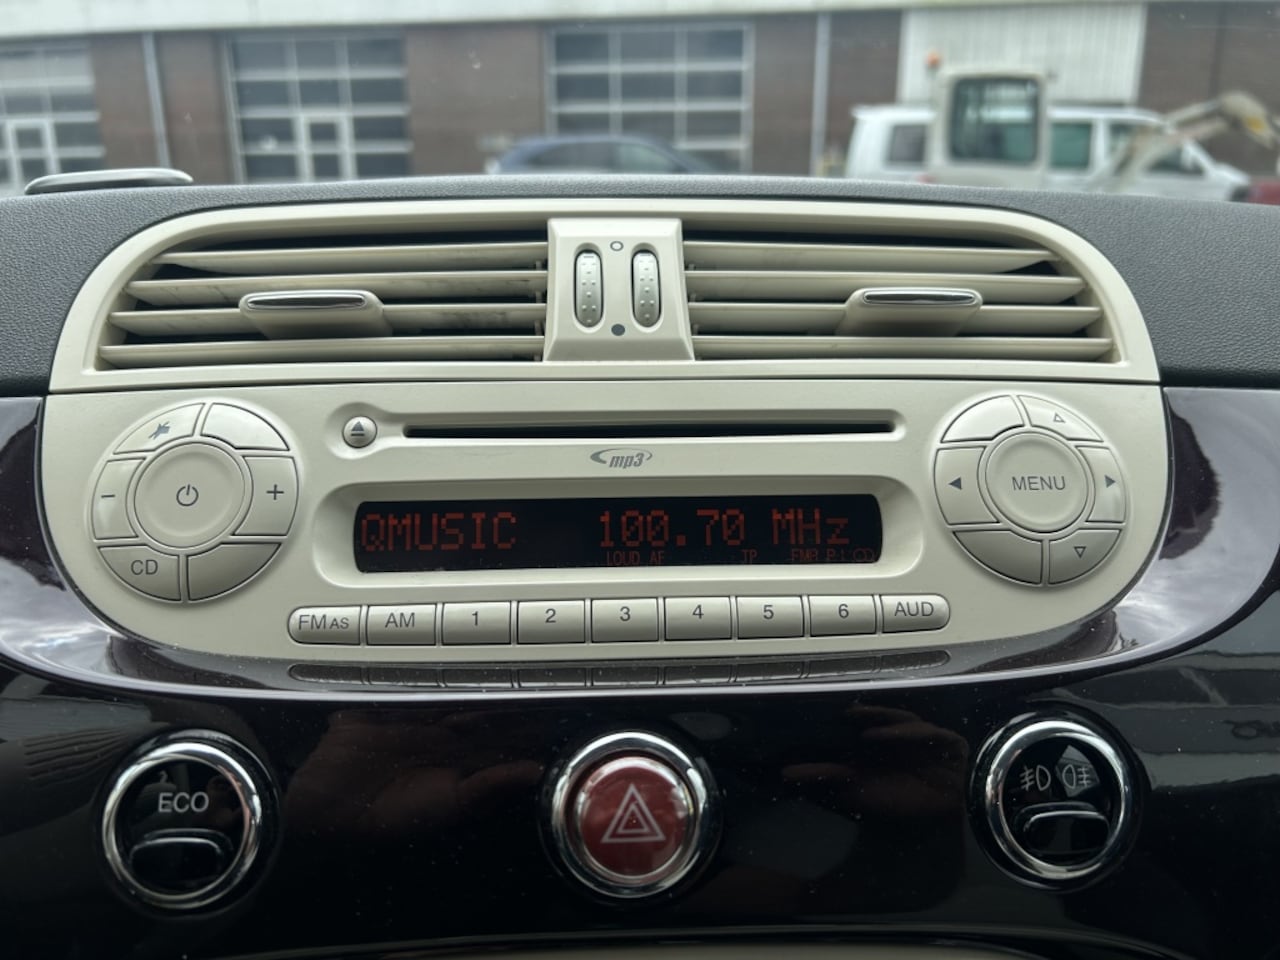 mp3
MENU
QMUSIC 100.70 MHz
LOUD AF TP
CD
FM AS AM 1 2 3 4 5 6 AUD
ECO